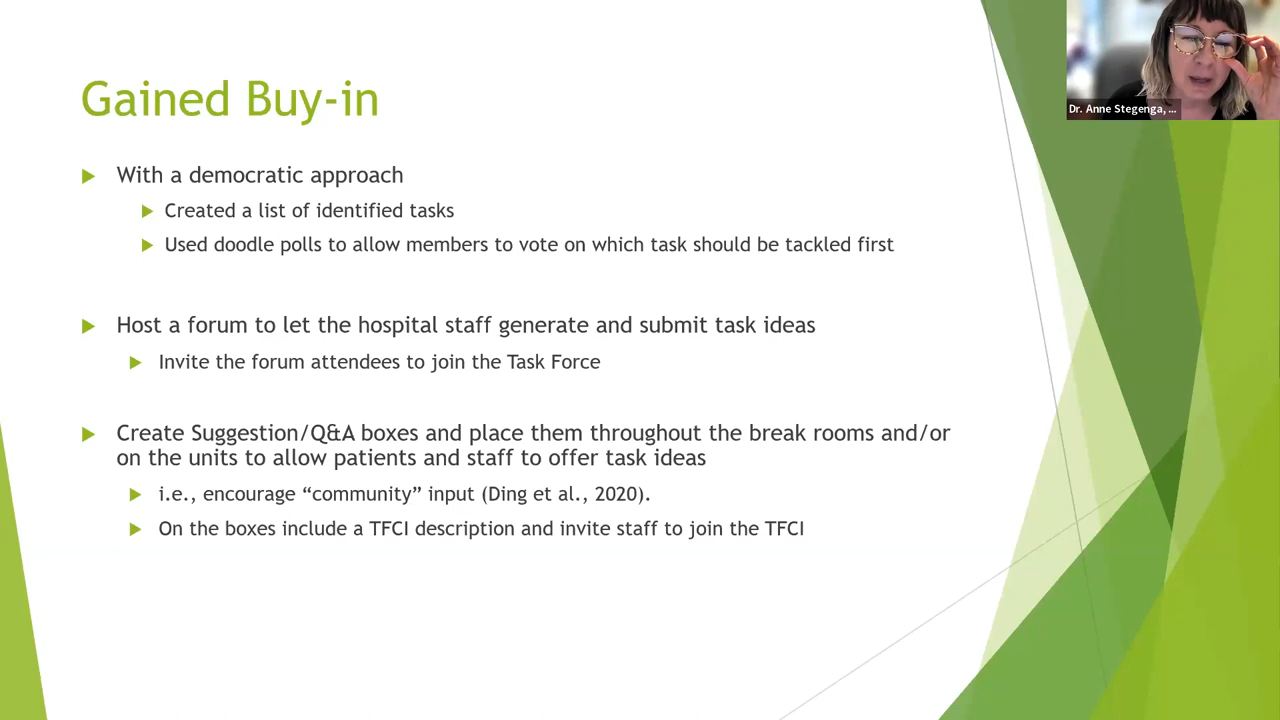 Dr. Anne Stegenga, ...
Gained Buy-in
With a democratic approach
Created a list of identified tasks
Used doodle polls to allow members to vote on which task should be tackled first
Host a forum to let the hospital staff generate and submit task ideas
Invite the forum attendees to join the Task Force
Create Suggestion/Q&A boxes and place them throughout the break rooms and/or
on the units to allow patients and staff to offer task ideas
i.e., encourage “community” input (Ding et al., 2020).
On the boxes include a TFCI description and invite staff to join the TFCI